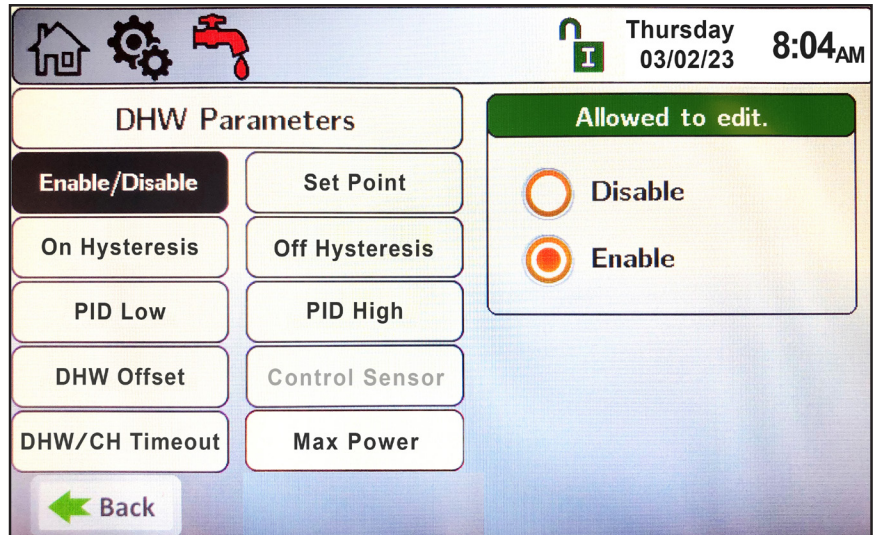 I
Thursday
03/02/23
8:04AM
DHW Parameters
Enable/Disable
Set Point
On Hysteresis
Off Hysteresis
PID Low
PID High
DHW Offset
Control Sensor
DHW/CH Timeout
Max Power
Back
Allowed to edit.
Disable
Enable